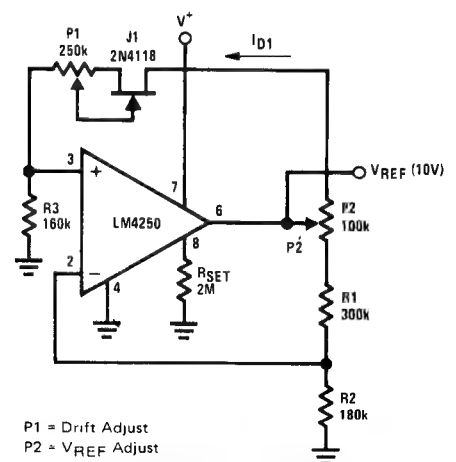 P1
250k
J1
2N4118
V+
ID1
3
+
7
6
LM4250
8
2
−
4
R3
160k
RSET
2M
VREF (10V)
P2
100k
P2
R1
300k
R2
180k
P1 = Drift Adjust
P2 = VREF Adjust